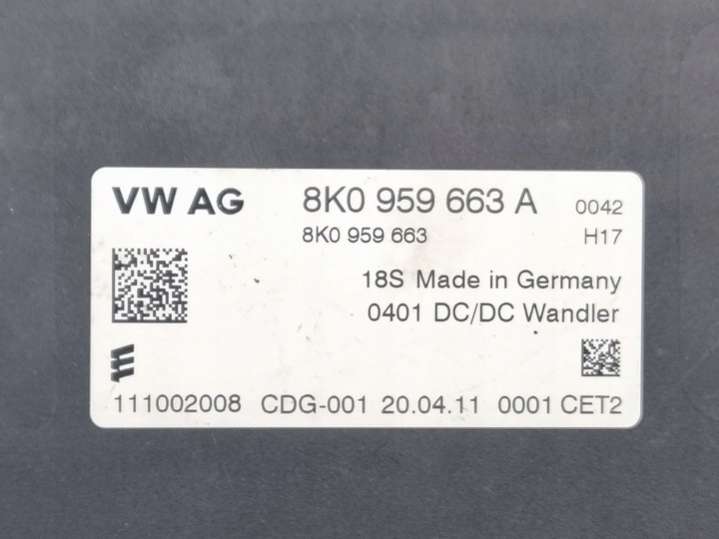 VW AG 8K0 959 663 A 0042
8K0 959 663 H17
18S Made in Germany
0401 DC/DC Wandler
111002008 CDG-001 20.04.11 0001 CET2